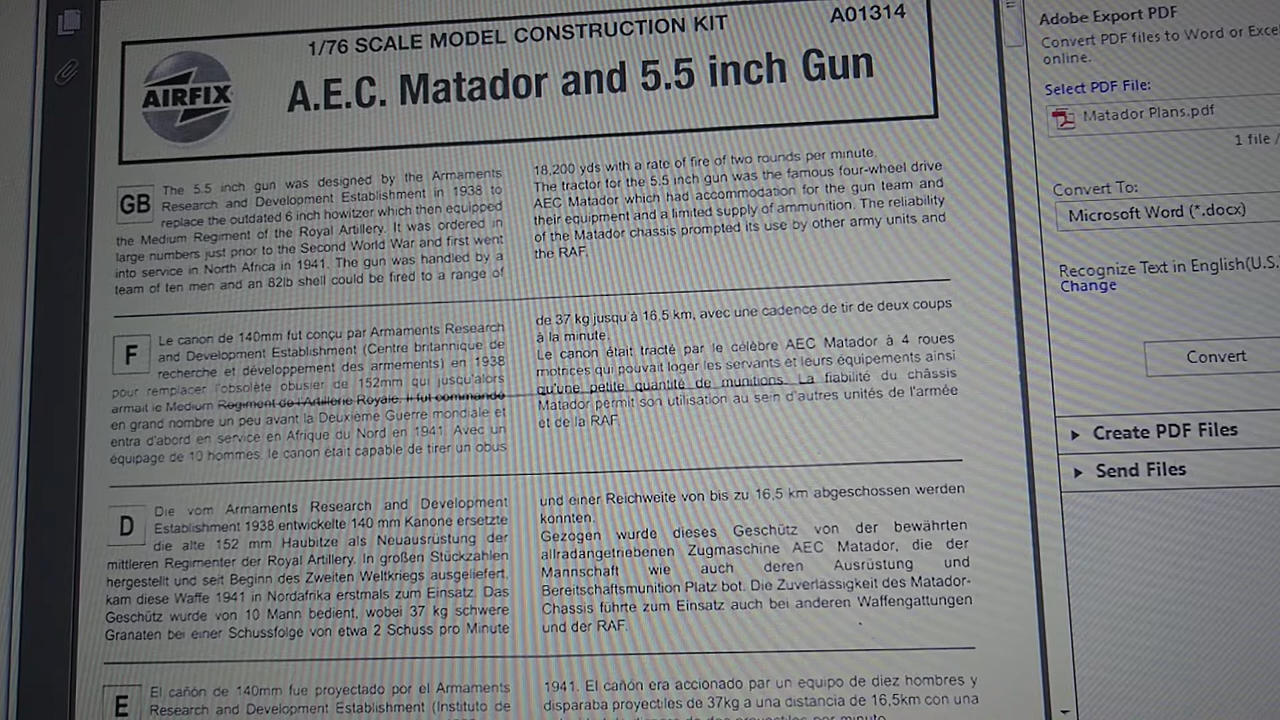 1/76 SCALE MODEL CONSTRUCTION KIT
A01314
AIRFIX
A.E.C. Matador and 5.5 inch Gun
GB
The 5.5 inch gun was designed by the Armaments
Research and Development Establishment in 1938 to
replace the outdated 6 inch howitzer which then equipped
the Medium Regiment of the Royal Artillery. It was ordered in
large numbers just prior to the Second World War and first went
into service in North Africa in 1941. The gun was handled by a
team of ten men and an 82lb shell could be fired to a range of
18,200 yds with a rate of fire of two rounds per minute.
The tractor for the 5.5 inch gun was the famous four-wheel drive
AEC Matador which had accommodation for the gun team and
their equipment and a limited supply of ammunition. The reliability
of the Matador chassis prompted its use by other army units and
the RAF.
F
Le canon de 140mm fut conçu par Armaments Research
and Development Establishment (Centre britannique de
recherche et développement des armements) en 1938
pour remplacer l'obsolète obusier de 152mm qui jusqu'alors
armait le Medium Regiment de l'Artillerie Royale. Il fut commandé
en grand nombre un peu avant la Deuxième Guerre mondiale et
entra d'abord en service en Afrique du Nord en 1941. Avec un
équipage de 10 hommes, le canon était capable de tirer un obus
de 37 kg jusqu'à 16,5 km, avec une cadence de tir de deux coups
à la minute.
Le canon était tracté par le célèbre AEC Matador à 4 roues
motrices qui pouvait loger les servants et leurs équipements ainsi
qu'une petite quantité de munitions. La fiabilité du châssis
Matador permit son utilisation au sein d'autres unités de l'armée
et de la RAF.
D
Die vom Armaments Research and Development
Establishment 1938 entwickelte 140 mm Kanone ersetzte
die alte 152 mm Haubitze als Neuausrüstung der
mittleren Regimenter der Royal Artillery. In großen Stückzahlen
hergestellt und seit Beginn des Zweiten Weltkriegs ausgeliefert,
kam diese Waffe 1941 in Nordafrika erstmals zum Einsatz. Das
Geschütz wurde von 10 Mann bedient, wobei 37 kg schwere
Granaten bei einer Schussfolge von etwa 2 Schuss pro Minute
und einer Reichweite von bis zu 16,5 km abgeschossen werden
konnten.
Gezogen wurde dieses Geschütz von der bewährten
allradangetriebenen Zugmaschine AEC Matador, die der
Mannschaft wie auch deren Ausrüstung und
Bereitschaftsmunition Platz bot. Die Zuverlässigkeit des Matador-
Chassis führte zum Einsatz auch bei anderen Waffengattungen
und der RAF.
E
El cañón de 140mm fue proyectado por el Armaments
Research and Development Establishment (Instituto de
1941. El cañón era accionado por un equipo de diez hombres y
disparaba proyectiles de 37kg a una distancia de 16,5km con una
Adobe Export PDF
Convert PDF files to Word or Exce
online.
Select PDF File:
Matador Plans.pdf
1 file /
Convert To:
Microsoft Word (*.docx)
Recognize Text in English(U.S.
Change
Convert
Create PDF Files
Send Files